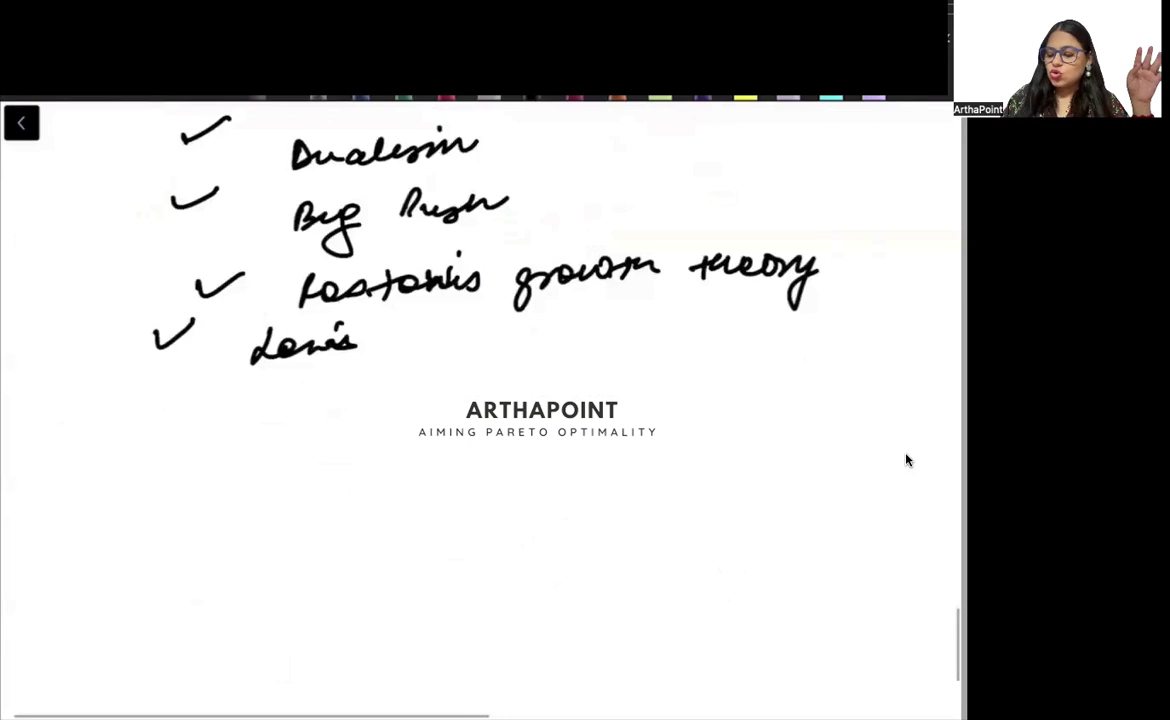 ArthaPoint
Dualism
Big Push
Rostow's growth theory
Lewis
ARTHAPOINT
AIMING PARETO OPTIMALITY